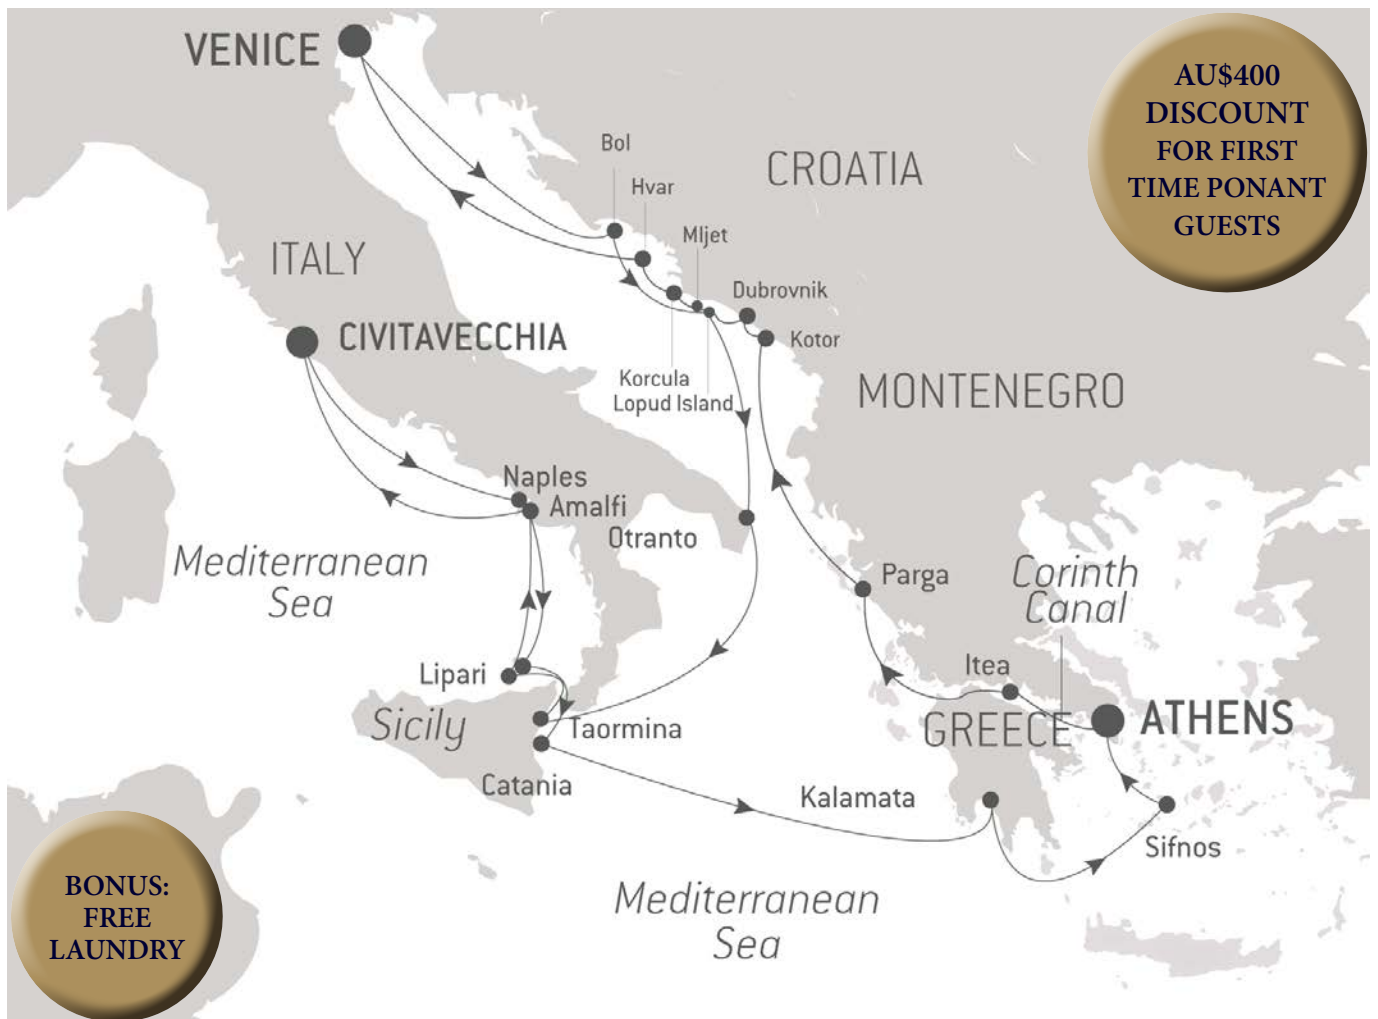 VENICE
AU$400
DISCOUNT
FOR FIRST
TIME PONANT
GUESTS
Bol
CROATIA
Hvar
Mljet
ITALY
Dubrovnik
CIVITAVECCHIA
Kotor
Korcula
Lopud Island
MONTENEGRO
Naples
Amalfi
Otranto
Mediterranean
Sea
Parga
Corinth
Canal
Lipari
Itea
Sicily
Taormina
GREECE
ATHENS
Catania
Kalamata
Sifnos
BONUS:
FREE
LAUNDRY
Mediterranean
Sea